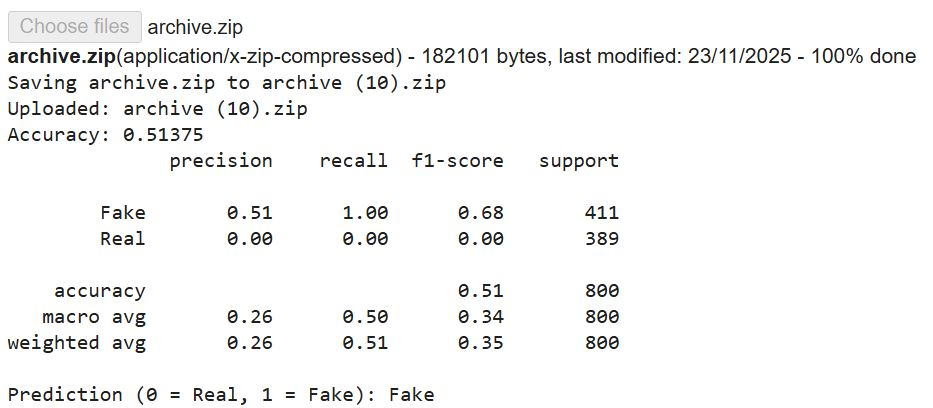 Choose files archive.zip
archive.zip(application/x-zip-compressed) - 182101 bytes, last modified: 23/11/2025 - 100% done
Saving archive.zip to archive (10).zip
Uploaded: archive (10).zip
Accuracy: 0.51375
precision recall f1-score support
Fake 0.51 1.00 0.68 411
Real 0.00 0.00 0.00 389
accuracy 0.51 800
macro avg 0.26 0.50 0.34 800
weighted avg 0.26 0.51 0.35 800
Prediction (0 = Real, 1 = Fake): Fake